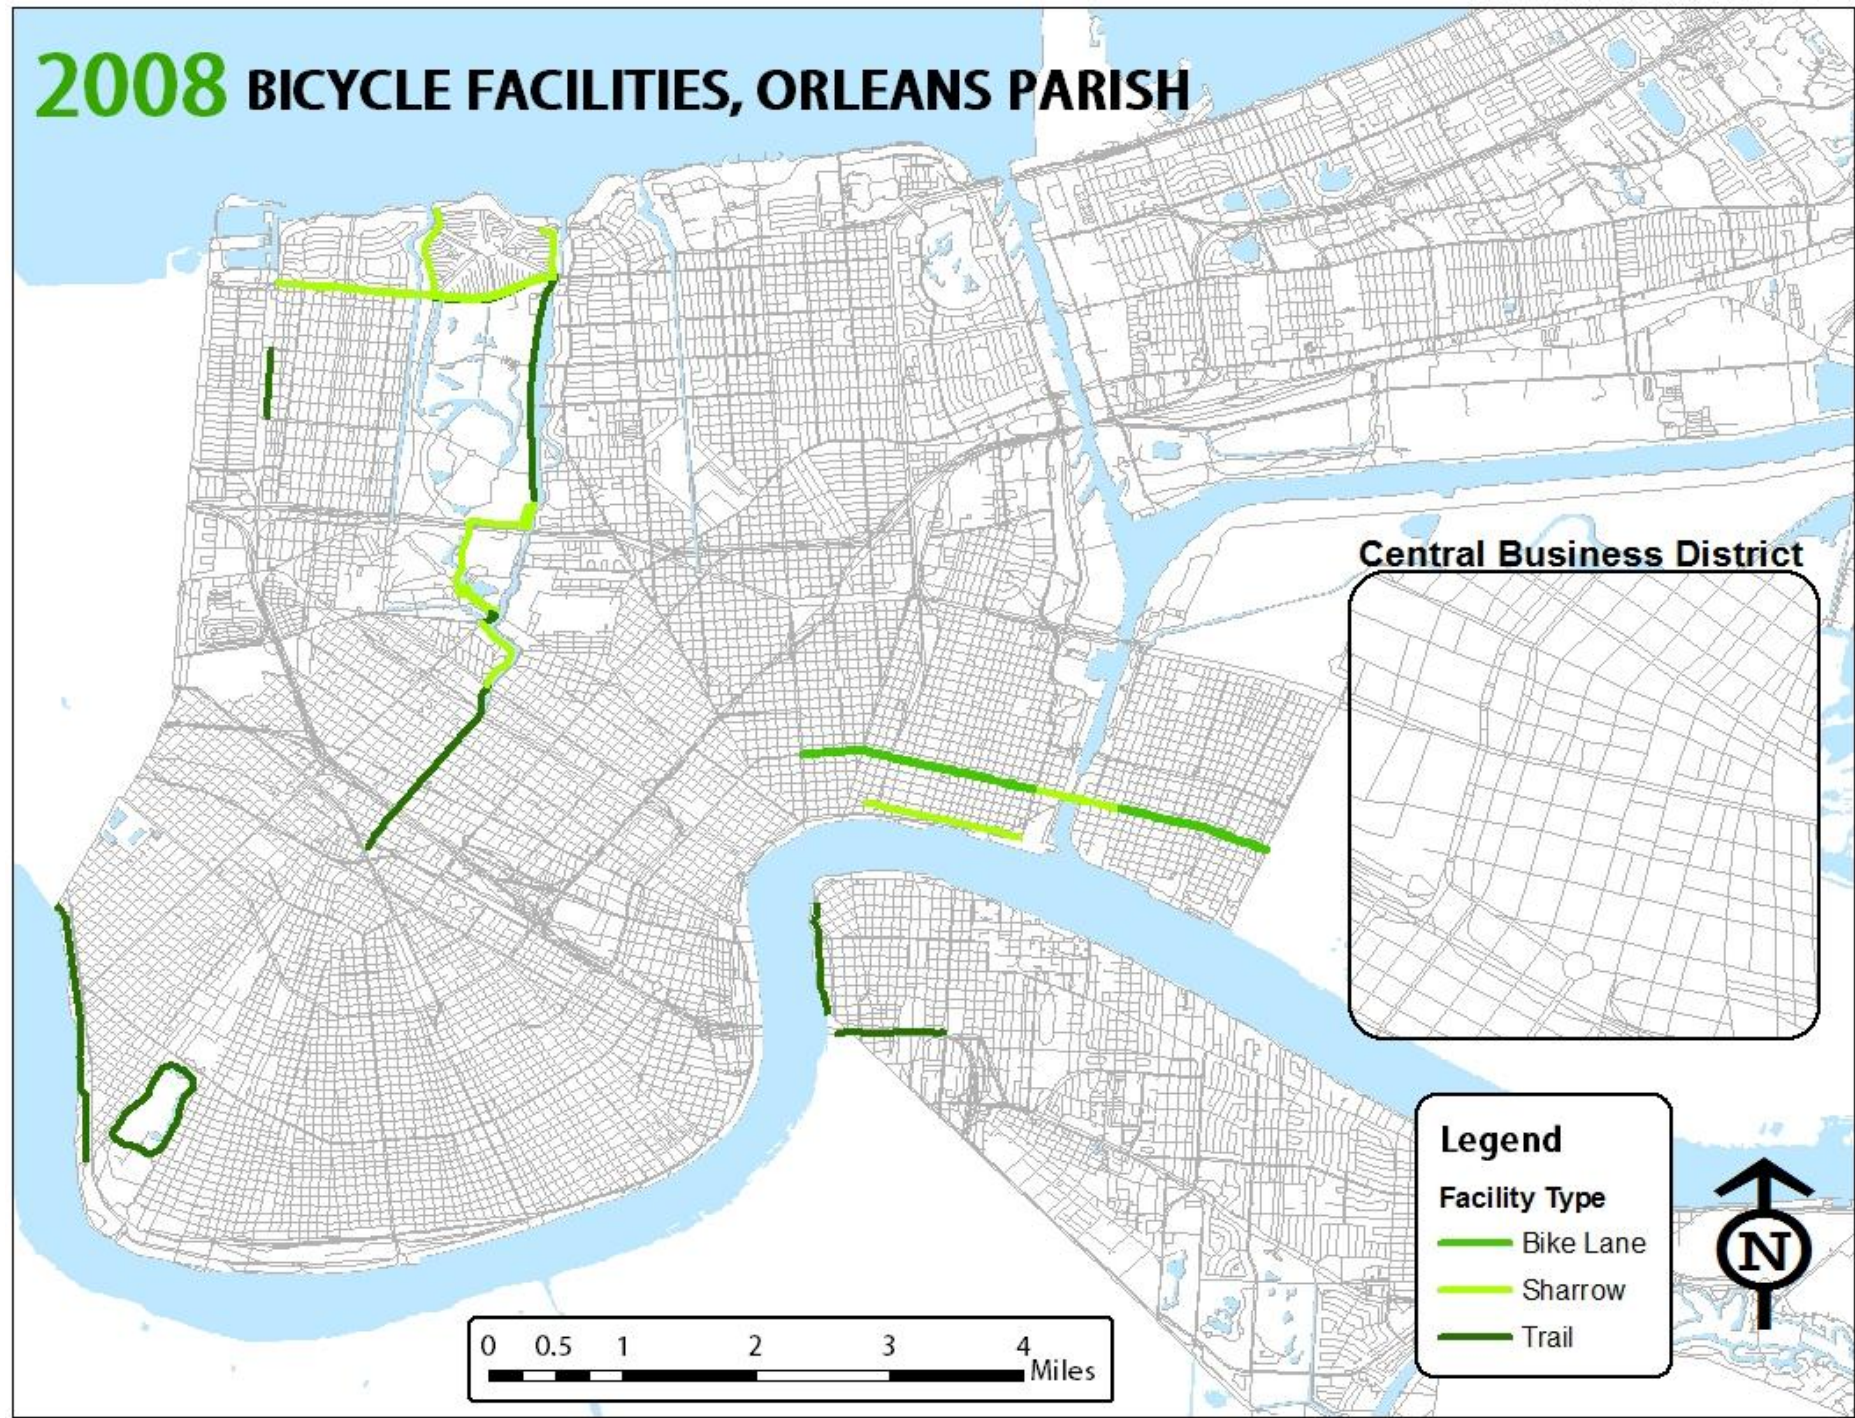 2008 BICYCLE FACILITIES, ORLEANS PARISH
Central Business District
Legend
Facility Type
Bike Lane
Sharrow
Trail
N
0 0.5 1 2 3 4
Miles